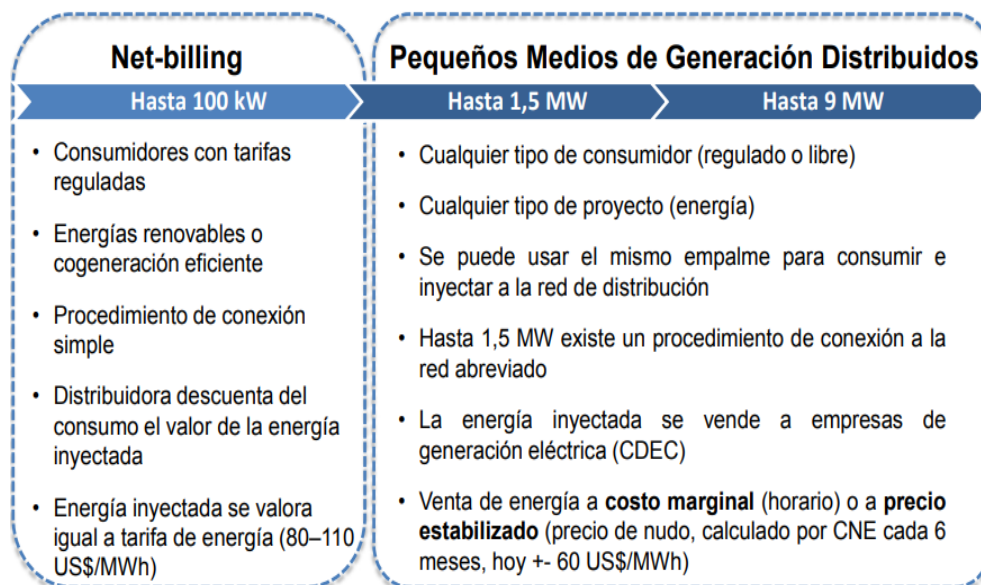 Net-billing
Hasta 100 kW
• Consumidores con tarifas
reguladas
• Energías renovables o
cogeneración eficiente
• Procedimiento de conexión
simple
• Distribuidora descuenta del
consumo el valor de la energía
inyectada
• Energía inyectada se valora
igual a tarifa de energía (80–110
US$/MWh)
Pequeños Medios de Generación Distribuidos
Hasta 1,5 MW
Hasta 9 MW
• Cualquier tipo de consumidor (regulado o libre)
• Cualquier tipo de proyecto (energía)
• Se puede usar el mismo empalme para consumir e
inyectar a la red de distribución
• Hasta 1,5 MW existe un procedimiento de conexión a la
red abreviado
• La energía inyectada se vende a empresas de
generación eléctrica (CDEC)
• Venta de energía a costo marginal (horario) o a precio
estabilizado (precio de nudo, calculado por CNE cada 6
meses, hoy +- 60 US$/MWh)